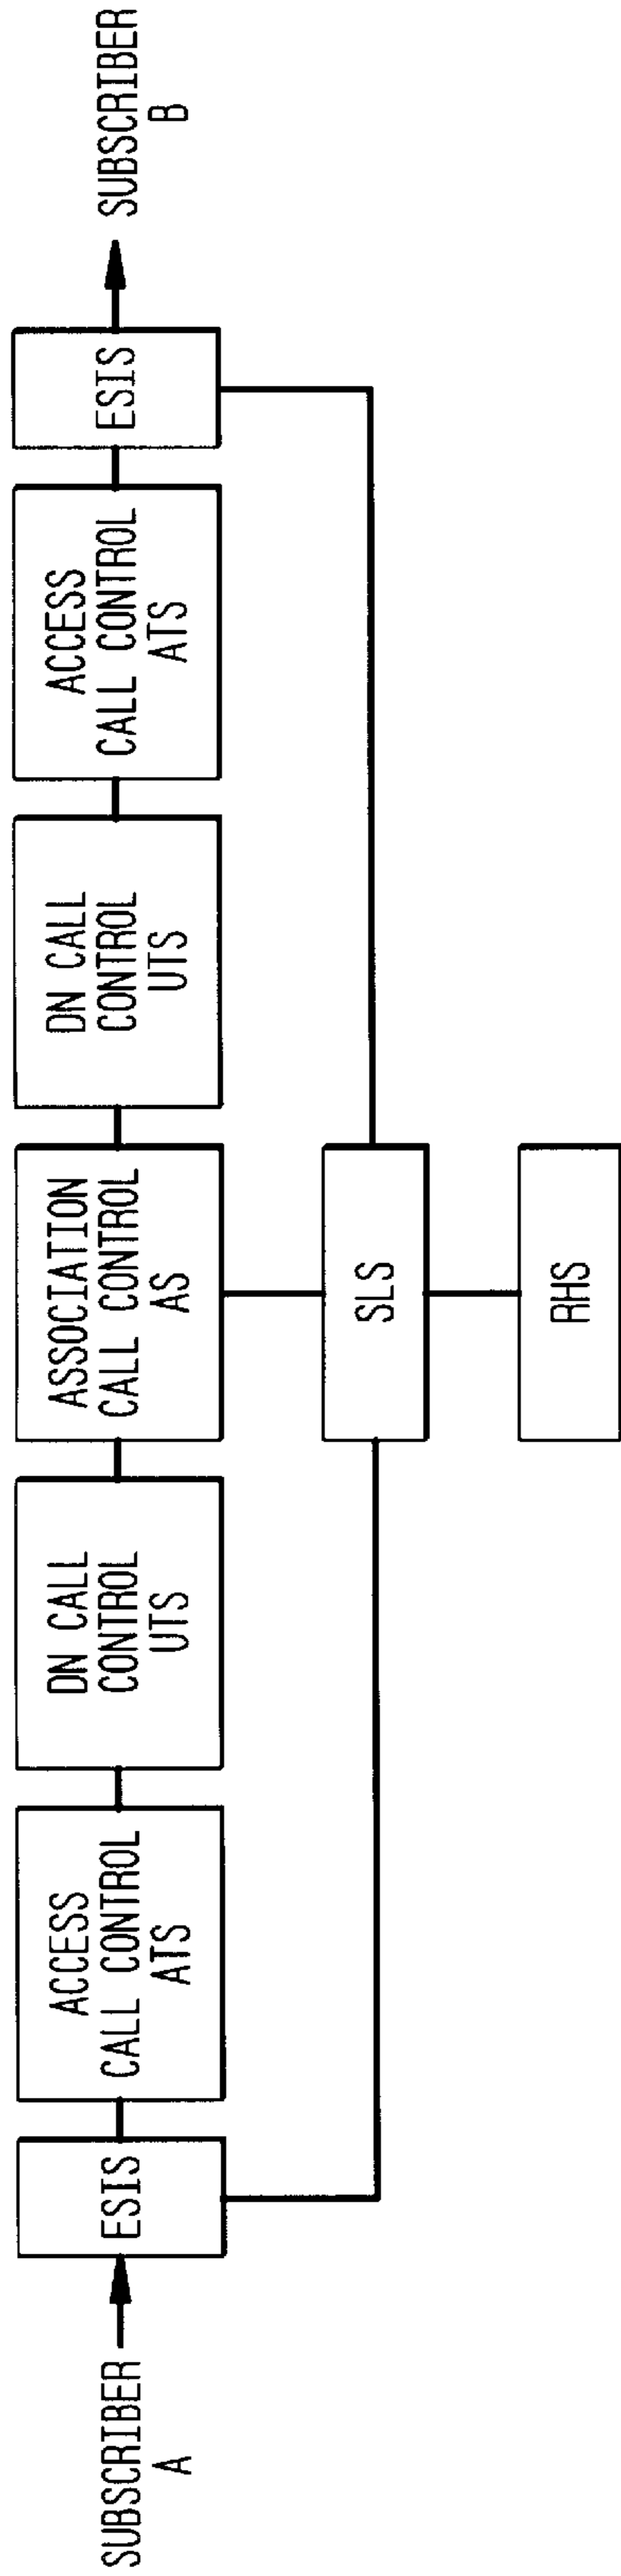 SUBSCRIBER
A
ESIS
ACCESS
CALL CONTROL
ATS
DN CALL
CONTROL
UTS
ASSOCIATION
CALL CONTROL
AS
DN CALL
CONTROL
UTS
ACCESS
CALL CONTROL
ATS
ESIS
SUBSCRIBER
B
SLS
RHS